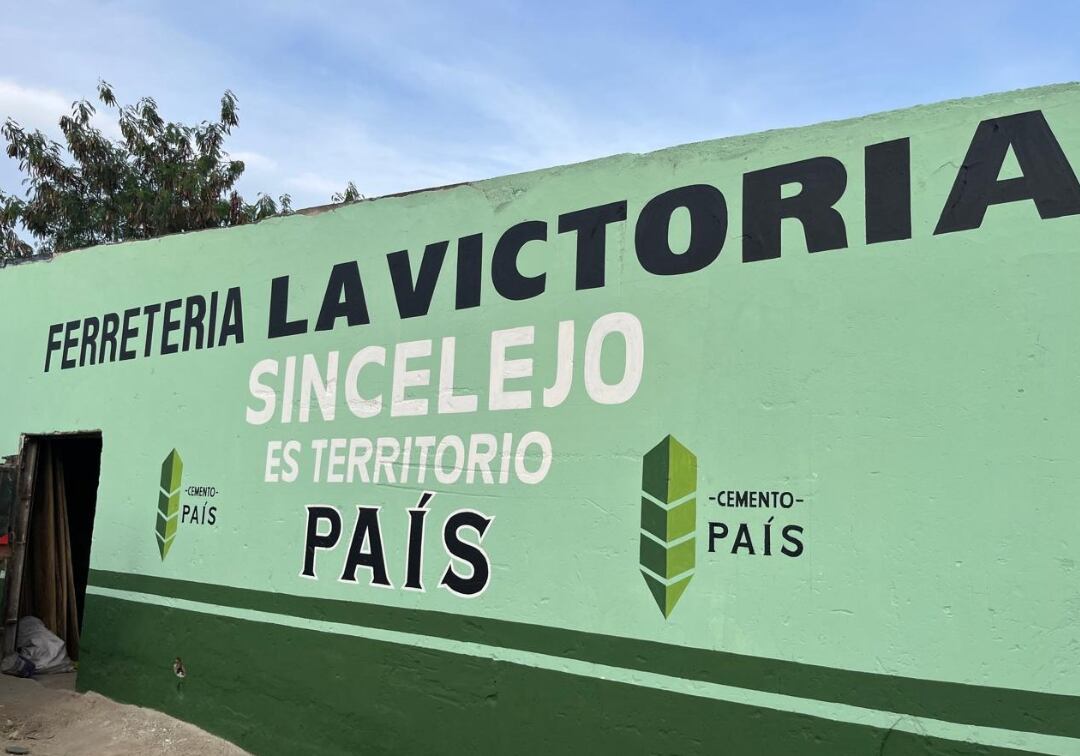 FERRETERIA LA VICTORIA
SINCELEJO
ES TERRITORIO
PAÍS
-CEMENTO-
PAÍS
-CEMENTO-
PAÍS